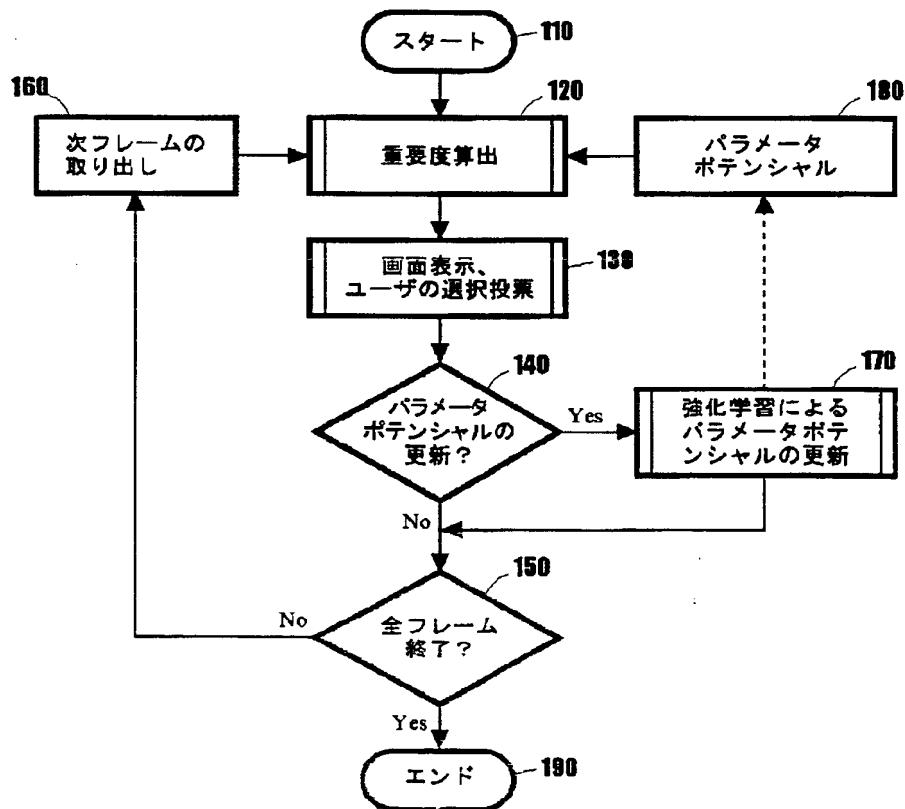 スタート
110
160
120
180
次フレームの
取り出し
重要度算出
パラメータ
ポテンシャル
画面表示、
ユーザの選択投票
130
140
170
パラメータ
ポテンシャルの
更新？
Yes
強化学習による
パラメータポテ
ンシャルの更新
No
150
No
全フレーム
終了？
Yes
エンド
190